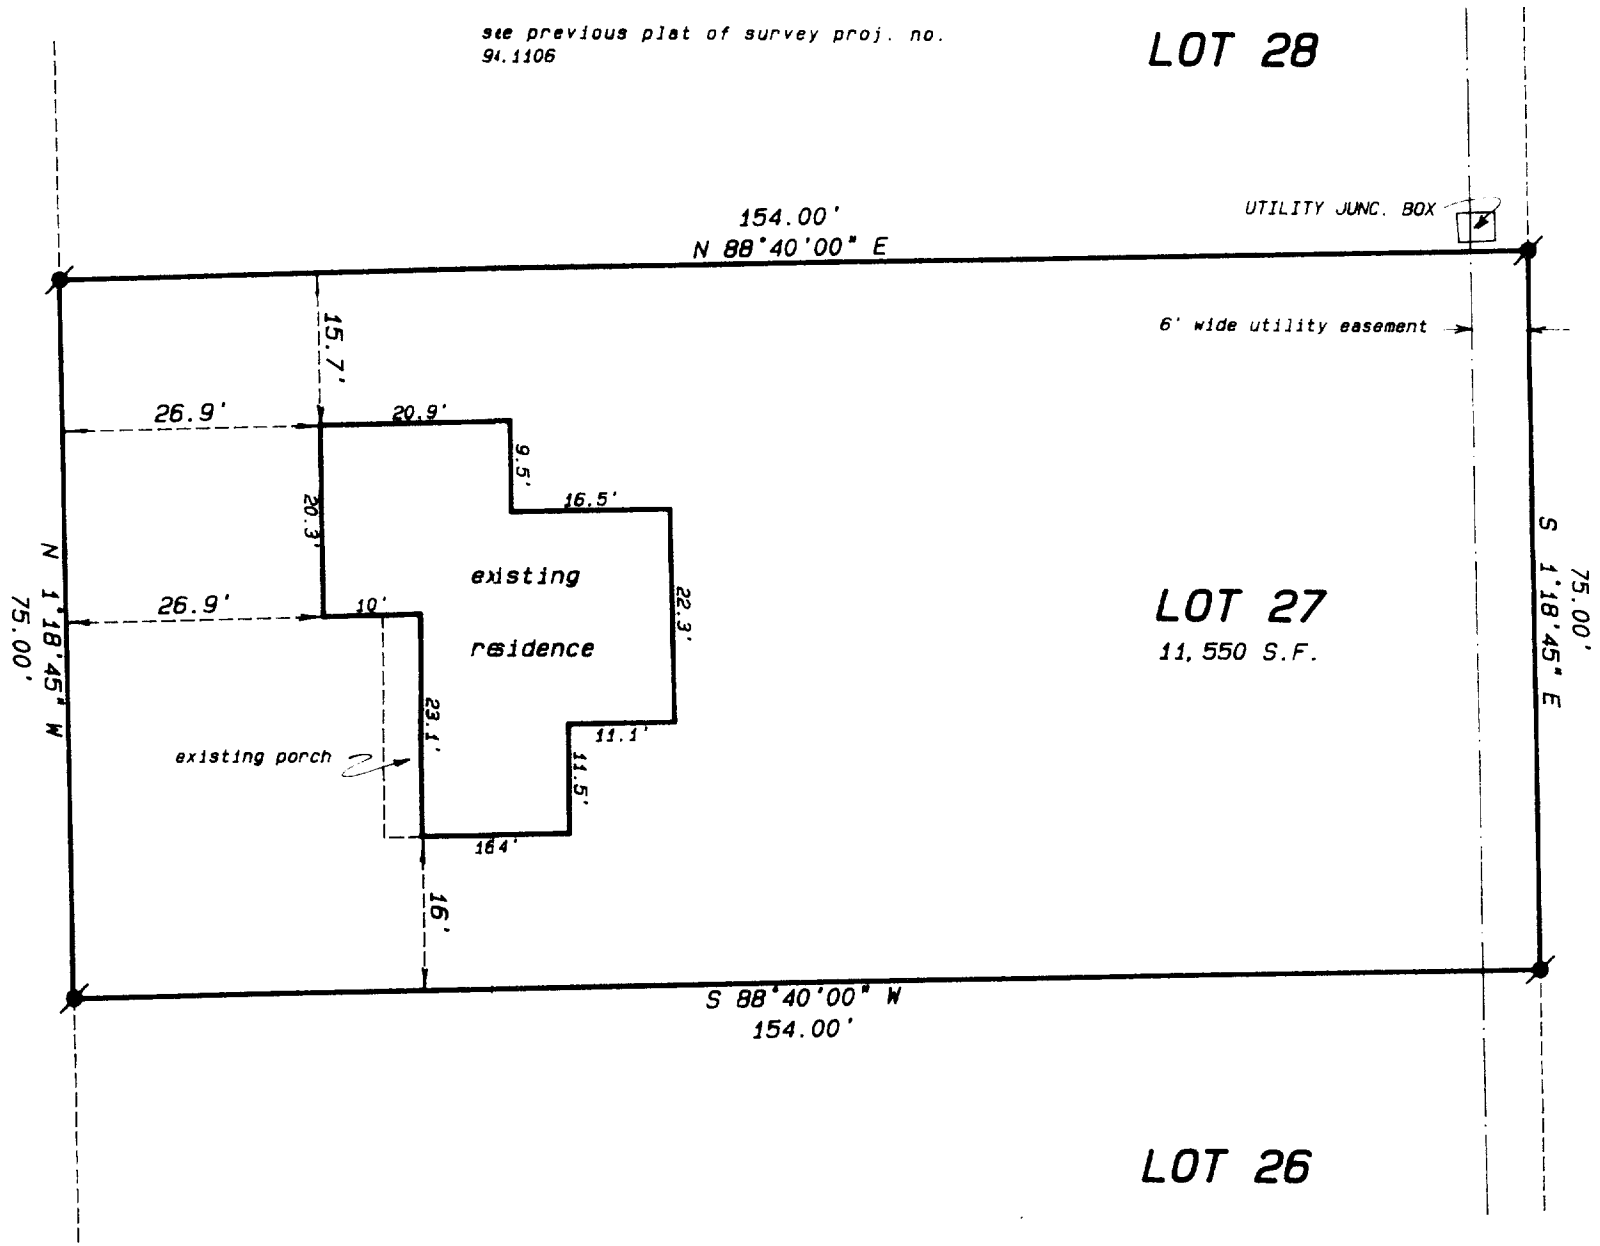 see previous plat of survey proj. no.
94.1106
LOT 28
UTILITY JUNC. BOX
154.00'
N 88°40'00" E
6' wide utility easement
15.7'
26.9'
20.9'
9.5'
16.5'
20.3'
existing
residence
22.3'
26.9'
10'
N 1°18'45" W
75.00'
S 1°18'45" E
75.00'
LOT 27
11,550 S.F.
23.1'
11.1'
existing porch
11.5'
164'
16'
S 88°40'00" W
154.00'
LOT 26